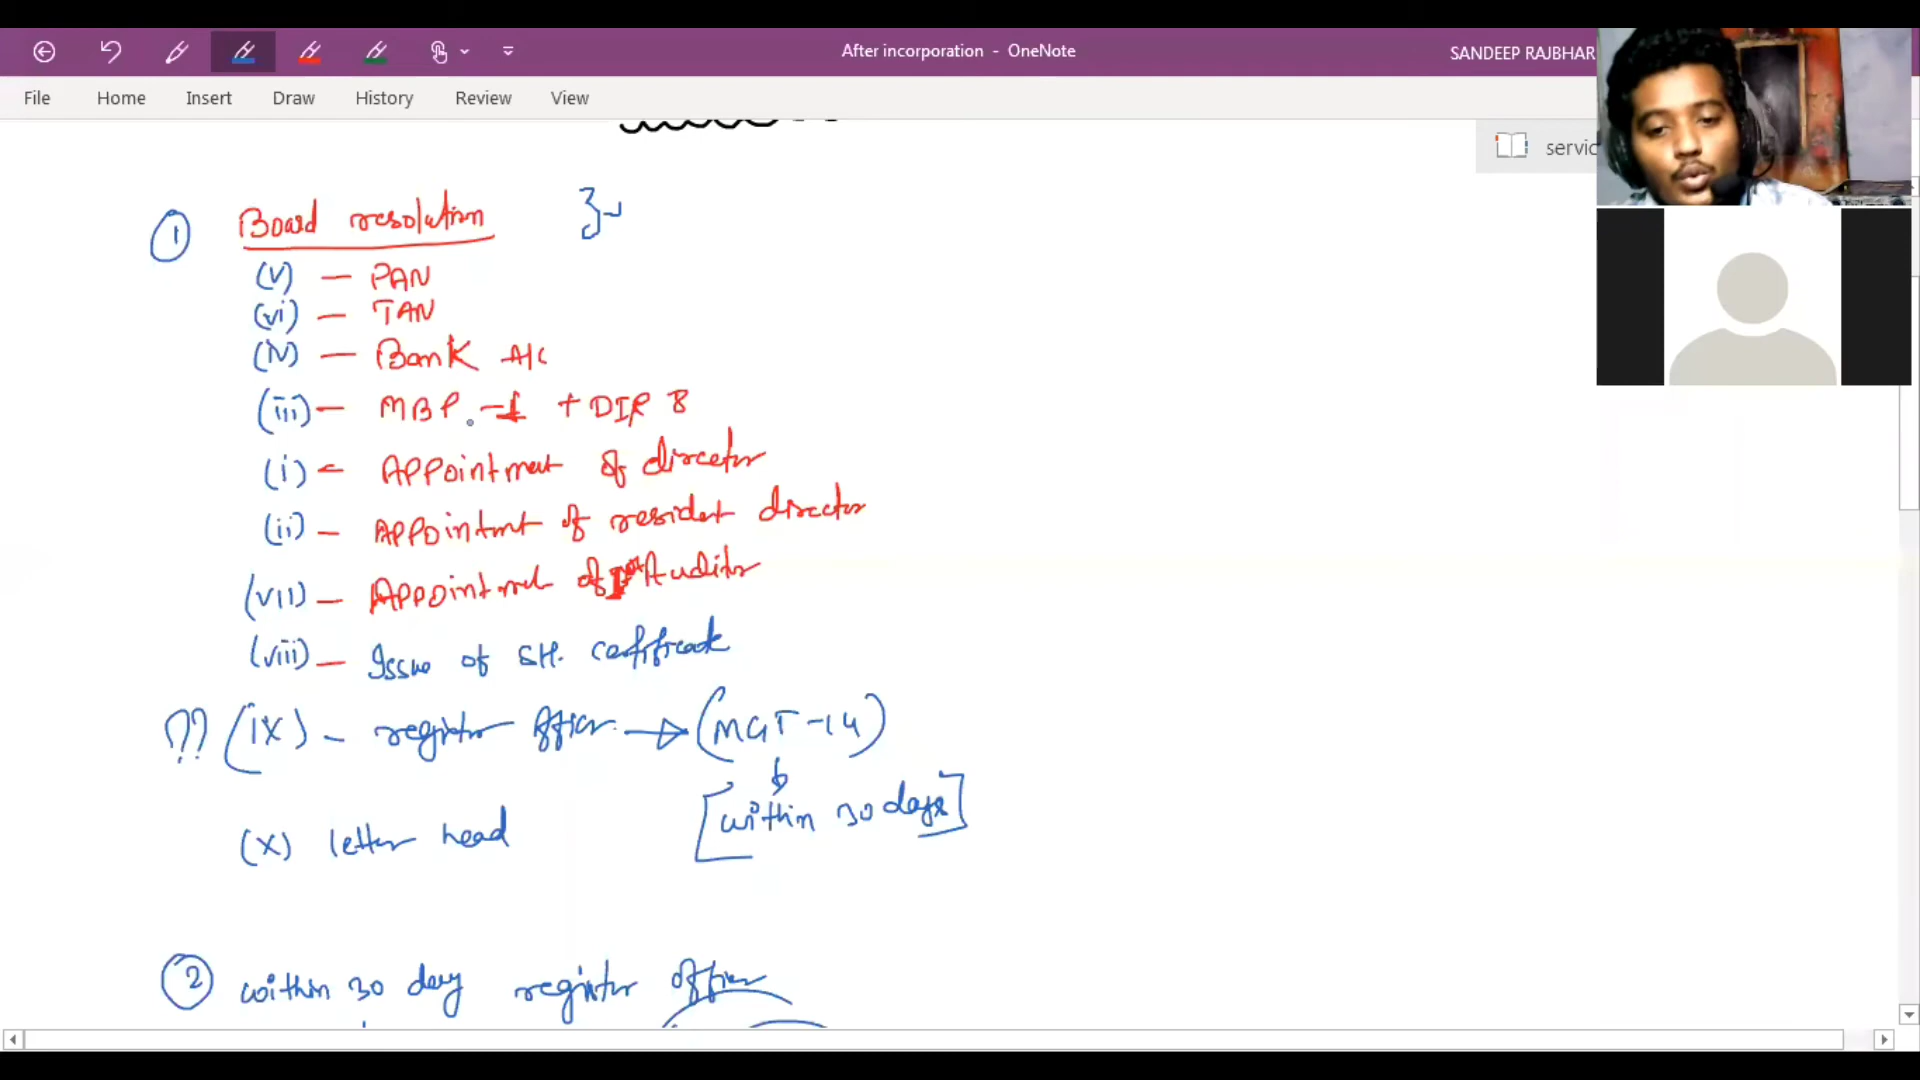 After incorporation - OneNote
SANDEEP RAJBHAR
File Home Insert Draw History Review View
servic
① Board resolution
(V) — PAN
(vi) — TAN
(IV) — Bank A/C
(iii) — MBP -1 + DIR 8
(i) — Appointment of director
(ii) — Appointment of resident director
(VII) — Appointment of 1st Auditor
(viii) — Issue of SH. certificate
?? (IX) — register office → (MGT-14)
[within 30 days]
(X) letter head
② within 30 day register office